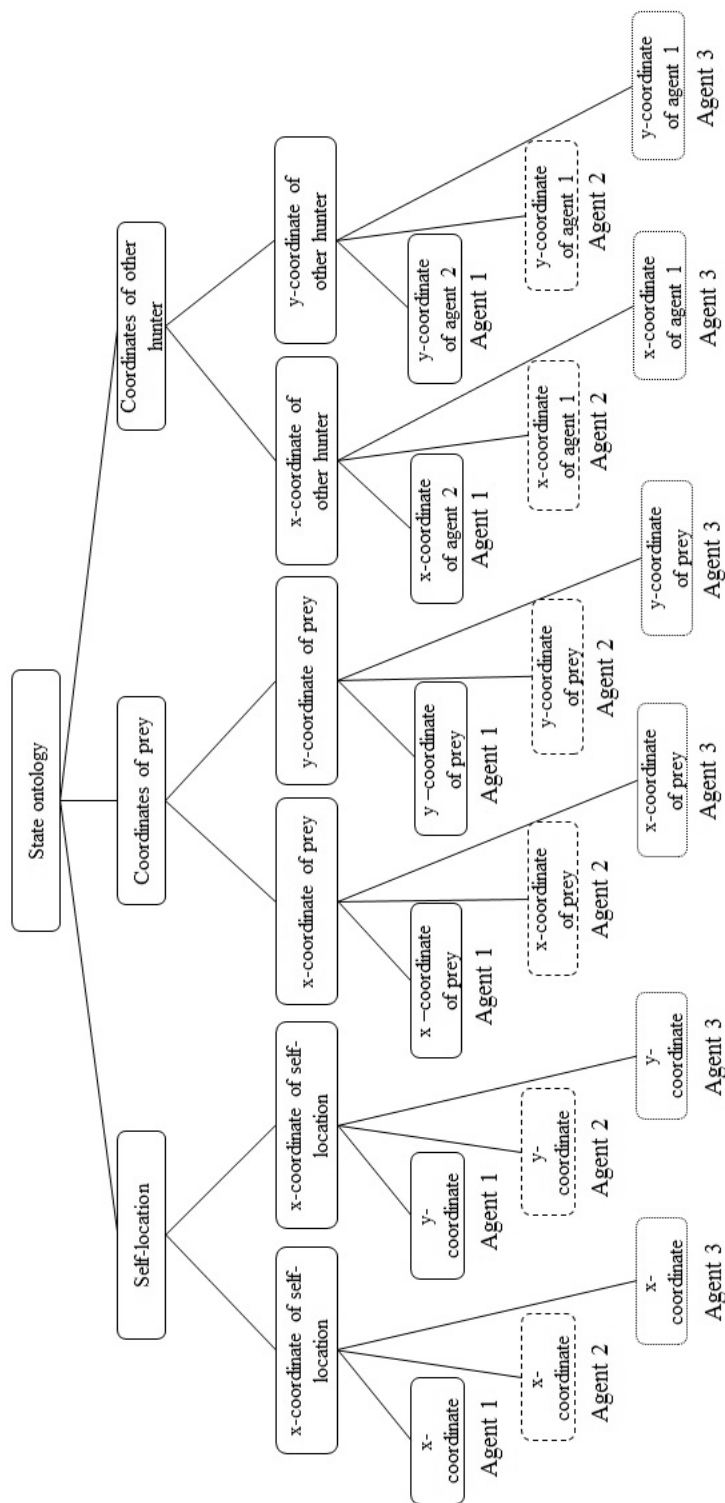 State ontology
Self-location
Coordinates of prey
Coordinates of other
hunter
x-coordinate of self-
location
x-coordinate of self-
location
x-coordinate of prey
y-coordinate of prey
x-coordinate of
other hunter
y-coordinate of
other hunter
x-
coordinate
Agent 1
y-
coordinate
Agent 1
x –coordinate
of prey
Agent 1
y –coordinate
of prey
Agent 1
x-coordinate
of agent 2
Agent 1
y-coordinate
of agent 2
Agent 1
x-
coordinate
Agent 2
y-
coordinate
Agent 2
x-coordinate
of prey
Agent 2
y-coordinate
of prey
Agent 2
x-coordinate
of agent 1
Agent 2
y-coordinate
of agent 1
Agent 2
x-
coordinate
Agent 3
y-
coordinate
Agent 3
x-coordinate
of prey
Agent 3
y-coordinate
of prey
Agent 3
x-coordinate
of agent 1
Agent 3
y-coordinate
of agent 1
Agent 3